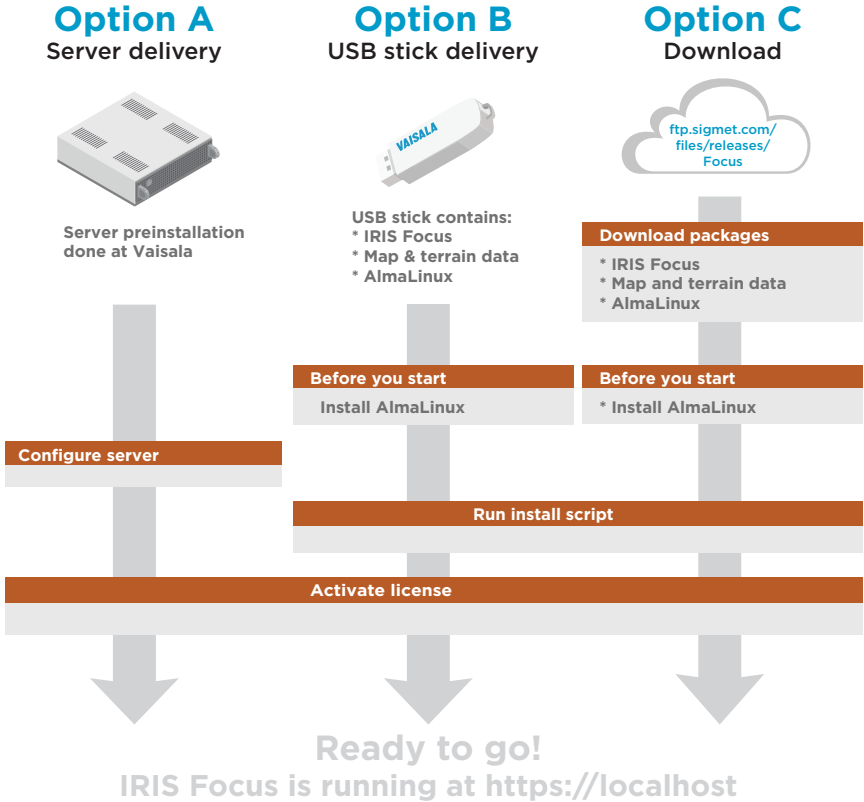 Option A
Server delivery
Server preinstallation
done at Vaisala
Configure server
Option B
USB stick delivery
VAISALA
USB stick contains:
* IRIS Focus
* Map & terrain data
* AlmaLinux
Before you start
Install AlmaLinux
Option C
Download
ftp.sigmet.com/
files/releases/
Focus
Download packages
* IRIS Focus
* Map and terrain data
* AlmaLinux
Before you start
* Install AlmaLinux
Run install script
Activate license
Ready to go!
IRIS Focus is running at https://localhost